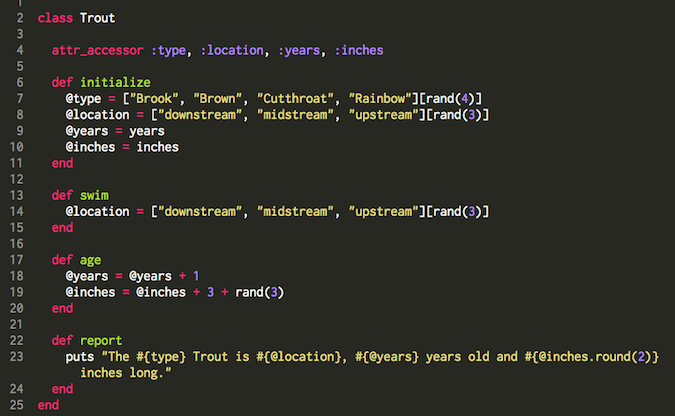 2 class Trout
3
4 attr_accessor :type, :location, :years, :inches
5
6 def initialize
7 @type = ["Brook", "Brown", "Cutthroat", "Rainbow"][rand(4)]
8 @location = ["downstream", "midstream", "upstream"][rand(3)]
9 @years = years
10 @inches = inches
11 end
12
13 def swim
14 @location = ["downstream", "midstream", "upstream"][rand(3)]
15 end
16
17 def age
18 @years = @years + 1
19 @inches = @inches + 3 + rand(3)
20 end
21
22 def report
23 puts "The #{type} Trout is #{@location}, #{@years} years old and #{@inches.round(2)}
inches long."
24 end
25 end